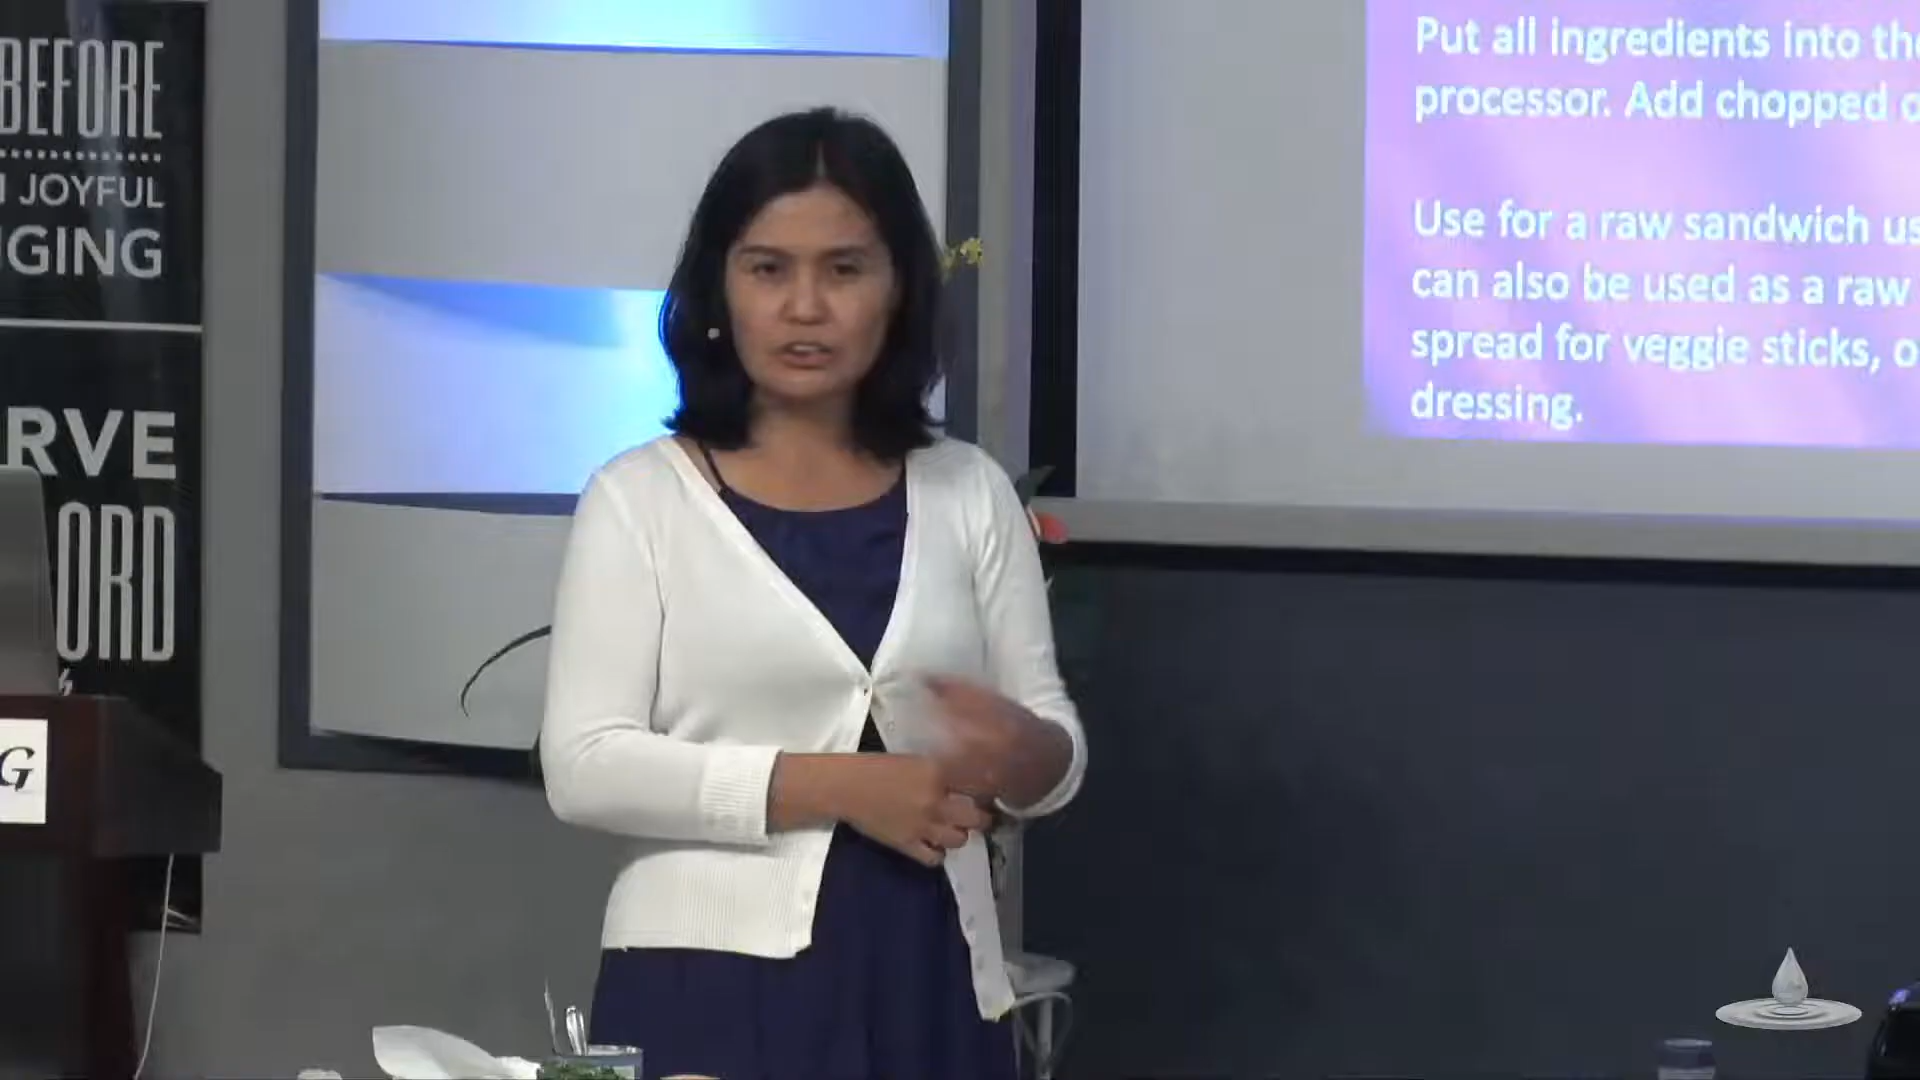 BEFORE
JOYFUL
GING
RVE
ORD
G
Put all ingredients into the
processor. Add chopped
Use for a raw sandwich us
can also be used as a raw
spread for veggie sticks, o
dressing.